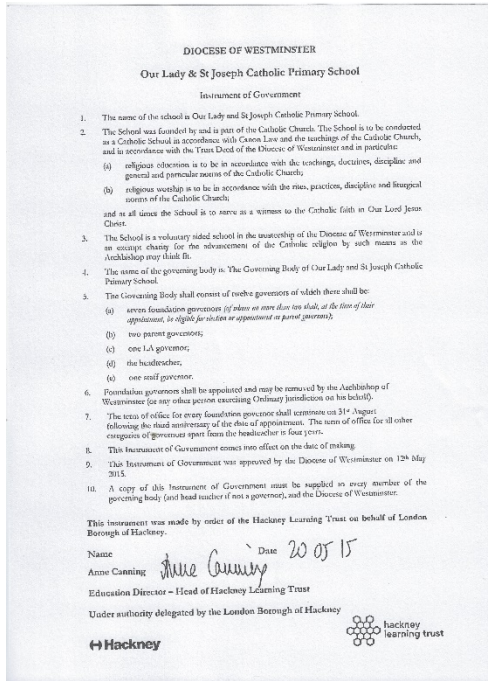 DIOCESE OF WESTMINSTER
Our Lady & St Joseph Catholic Primary School
Instrument of Government
1. The name of the school is Our Lady and St Joseph Catholic Primary School.
2. The School was founded by and is part of the Catholic Church. The School is to be conducted
as a Catholic School in accordance with Canon Law and the teachings of the Catholic Church,
and in accordance with the Trust Deed of the Diocese of Westminster and in particular:
(a) religious education is to be in accordance with the teachings, doctrines, discipline and
general and particular norms of the Catholic Church;
(b) religious worship is to be in accordance with the rites, practices, discipline and liturgical
norms of the Catholic Church;
and at all times the School is to serve as a witness to the Catholic faith in Our Lord Jesus
Christ.
3. The School is a voluntary aided school in the trusteeship of the Diocese of Westminster and is
an exempt charity for the advancement of the Catholic religion by such means as the
Archbishop may think fit.
4. The name of the governing body is: The Governing Body of Our Lady and St Joseph Catholic
Primary School.
5. The Governing Body shall consist of twelve governors of which there shall be:
(a) seven foundation governors (of whom no more than two shall, at the time of their
appointment, be eligible for election or appointment as parent governors);
(b) two parent governors;
(c) one LA governor;
(d) the headteacher;
(e) one staff governor.
6. Foundation governors shall be appointed and may be removed by the Archbishop of
Westminster (or any other person exercising Ordinary jurisdiction on his behalf).
7. The term of office for every foundation governor shall terminate on 31st August
following the third anniversary of the date of appointment. The term of office for all other
categories of governors apart from the headteacher is four years.
8. This Instrument of Government comes into effect on the date of making.
9. This Instrument of Government was approved by the Diocese of Westminster on 12th May
2015.
10. A copy of this Instrument of Government must be supplied to every member of the
governing body (and head teacher if not a governor), and the Diocese of Westminster.
This instrument was made by order of the Hackney Learning Trust on behalf of London
Borough of Hackney.
Name Date 20 05 15
Anne Canning Anne Canning
Education Director – Head of Hackney Learning Trust
Under authority delegated by the London Borough of Hackney
Hackney
hackney
learning trust